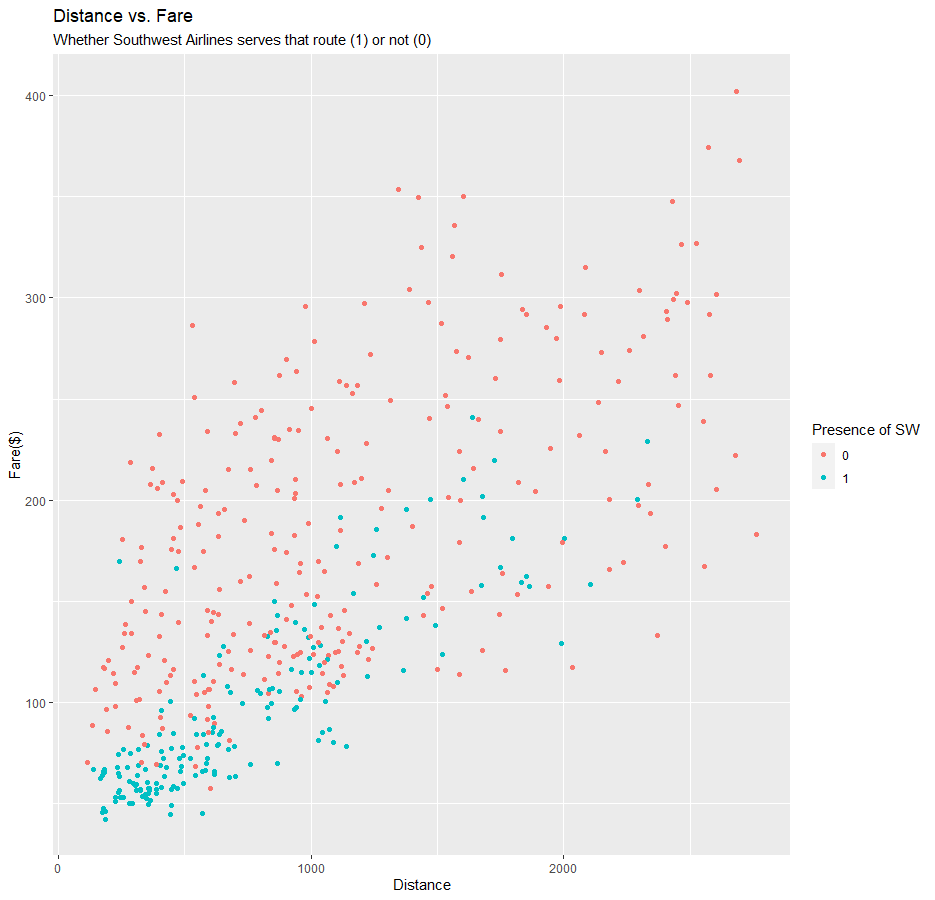 Distance vs. Fare
Whether Southwest Airlines serves that route (1) or not (0)
400
300
200
100
Fare($)
0
1000
2000
Distance
Presence of SW
0
1